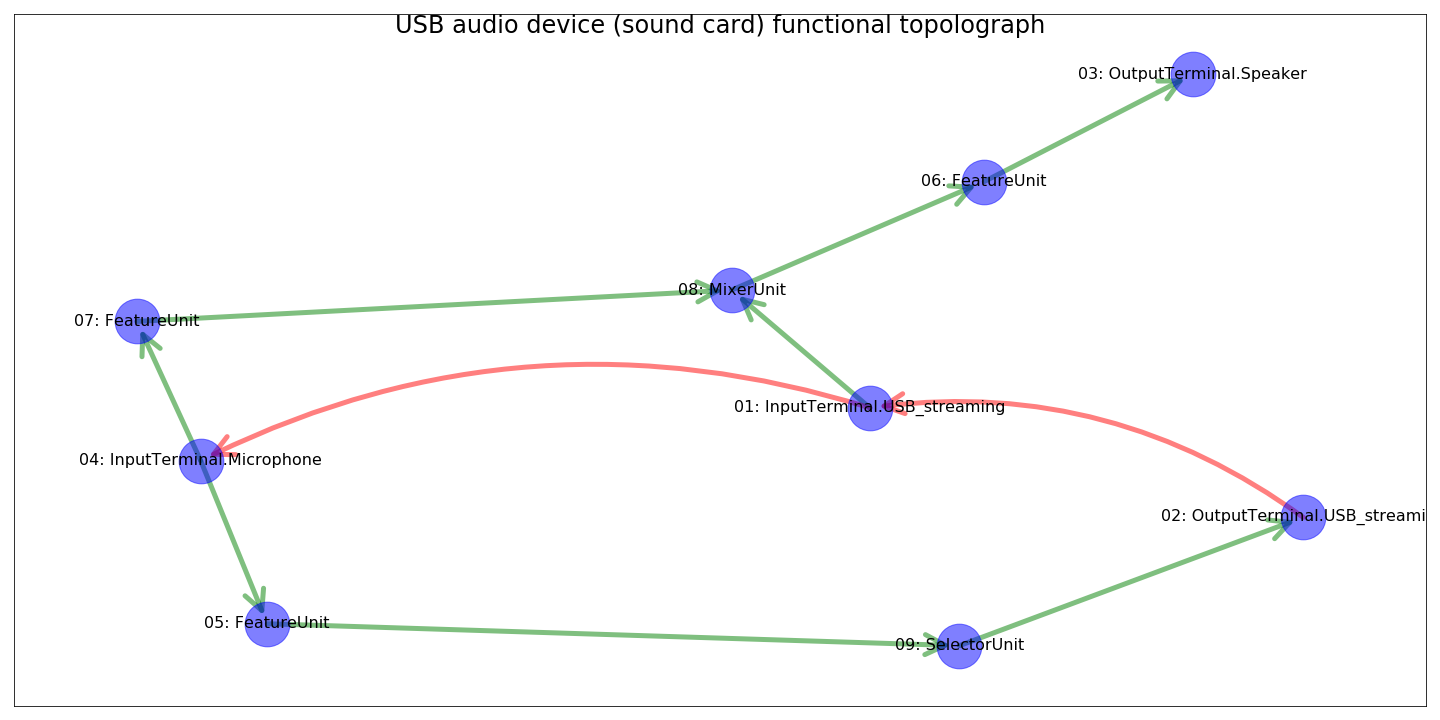 USB audio device (sound card) functional topolograph
03: OutputTerminal.Speaker
06: FeatureUnit
08: MixerUnit
07: FeatureUnit
01: InputTerminal.USB_streaming
04: InputTerminal.Microphone
02: OutputTerminal.USB_streami
05: FeatureUnit
09: SelectorUnit